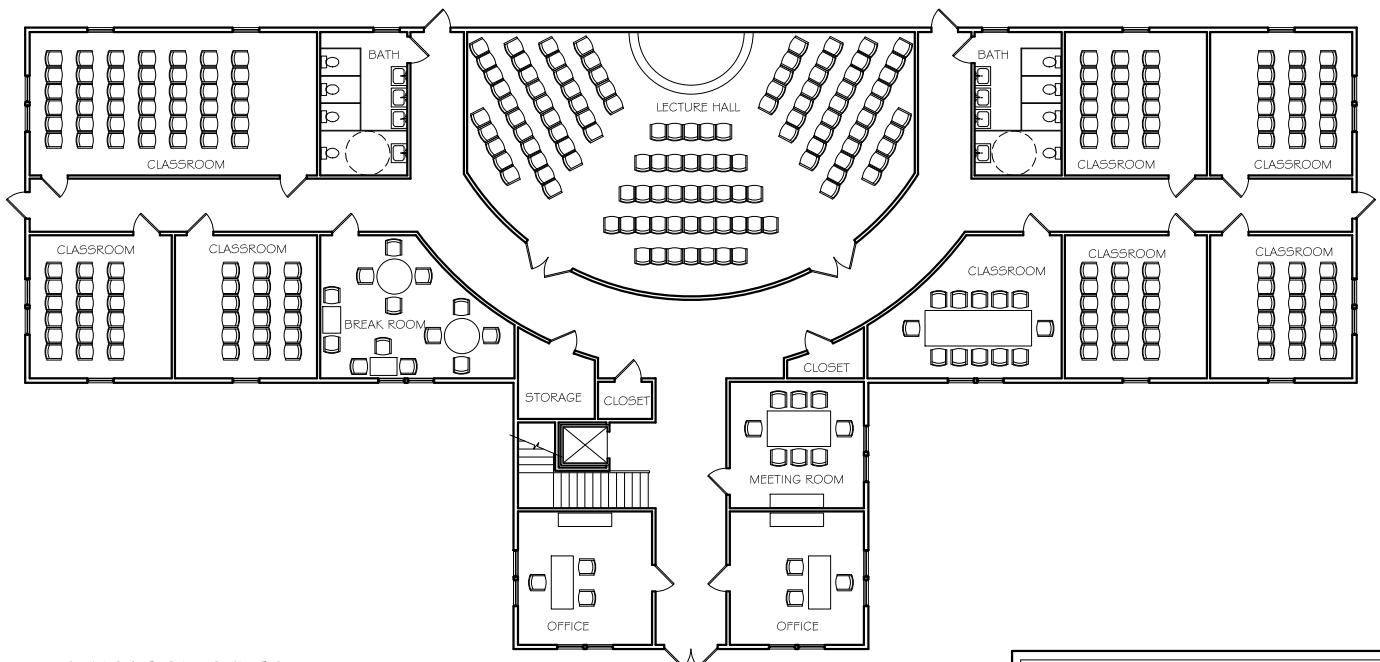 BATH
BATH
LECTURE HALL
CLASSROOM
CLASSROOM
CLASSROOM
CLASSROOM
CLASSROOM
CLASSROOM
CLASSROOM
CLASSROOM
BREAK ROOM
CLOSET
STORAGE
CLOSET
MEETING ROOM
OFFICE
OFFICE